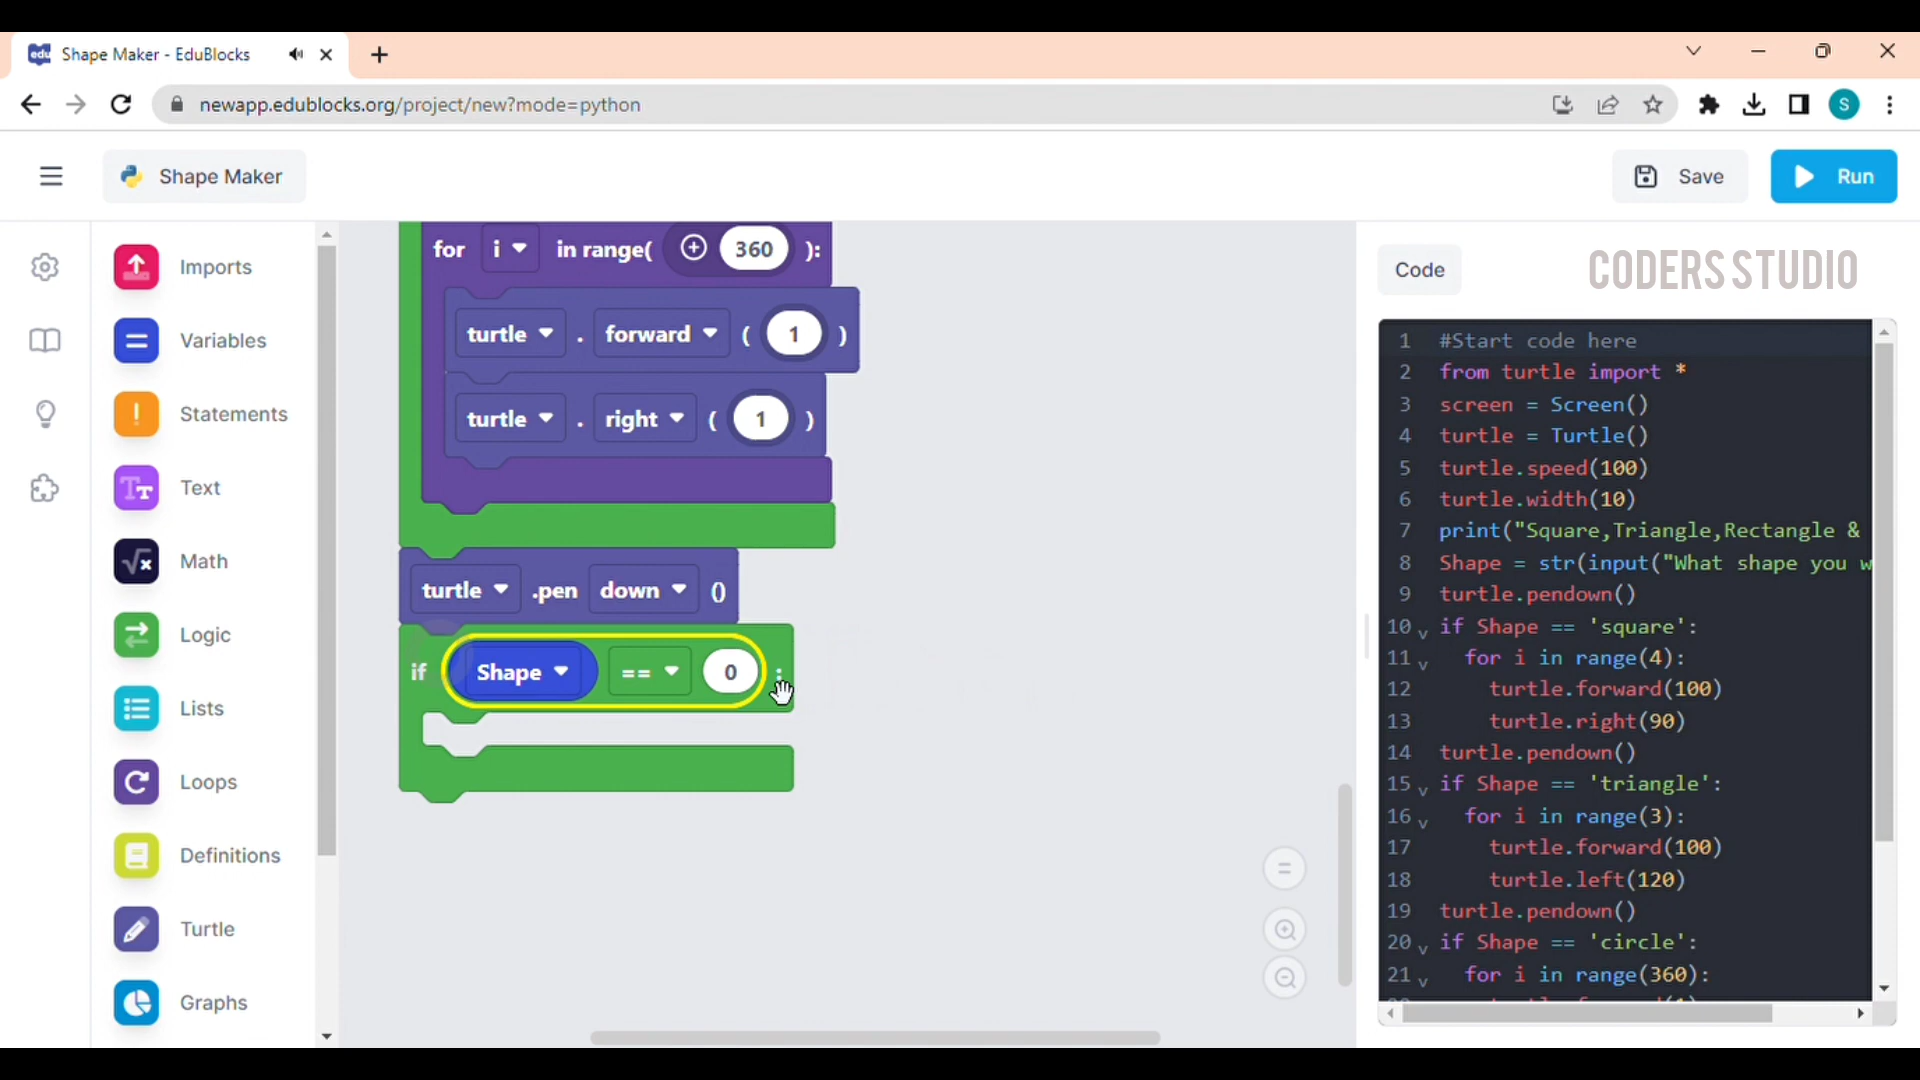 edu Shape Maker - EduBlocks
newapp.edublocks.org/project/new?mode=python
S
Shape Maker
Save
Run
Imports
Variables
Statements
Text
Math
Logic
Lists
Loops
Definitions
Turtle
Graphs
for i in range( 360 ):
turtle . forward ( 1 )
turtle . right ( 1 )
turtle .pen down ()
if Shape == 0 :
Code
CODERS STUDIO
1 #Start code here
2 from turtle import *
3 screen = Screen()
4 turtle = Turtle()
5 turtle.speed(100)
6 turtle.width(10)
7 print("Square,Triangle,Rectangle &
8 Shape = str(input("What shape you w
9 turtle.pendown()
10 if Shape == 'square':
11 for i in range(4):
12 turtle.forward(100)
13 turtle.right(90)
14 turtle.pendown()
15 if Shape == 'triangle':
16 for i in range(3):
17 turtle.forward(100)
18 turtle.left(120)
19 turtle.pendown()
20 if Shape == 'circle':
21 for i in range(360):